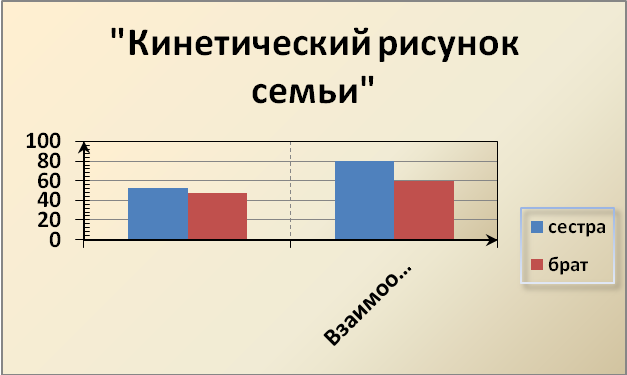 "Кинетический рисунок
семьи"
100
80
60
40
20
0
Взаимоо...
сестра
брат